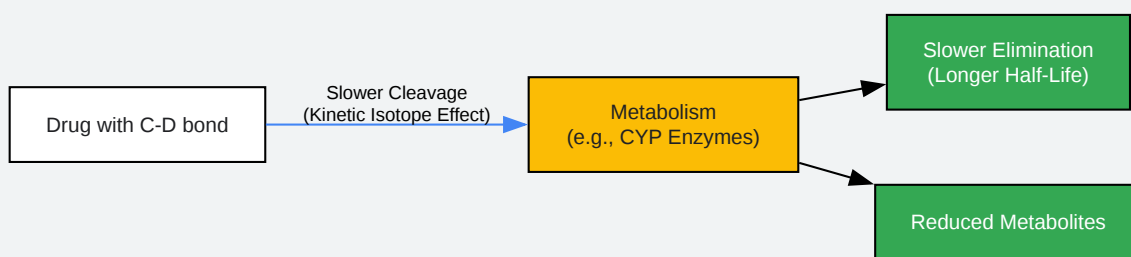 Drug with C-D bond
Slower Cleavage
(Kinetic Isotope Effect)
Metabolism
(e.g., CYP Enzymes)
Slower Elimination
(Longer Half-Life)
Reduced Metabolites